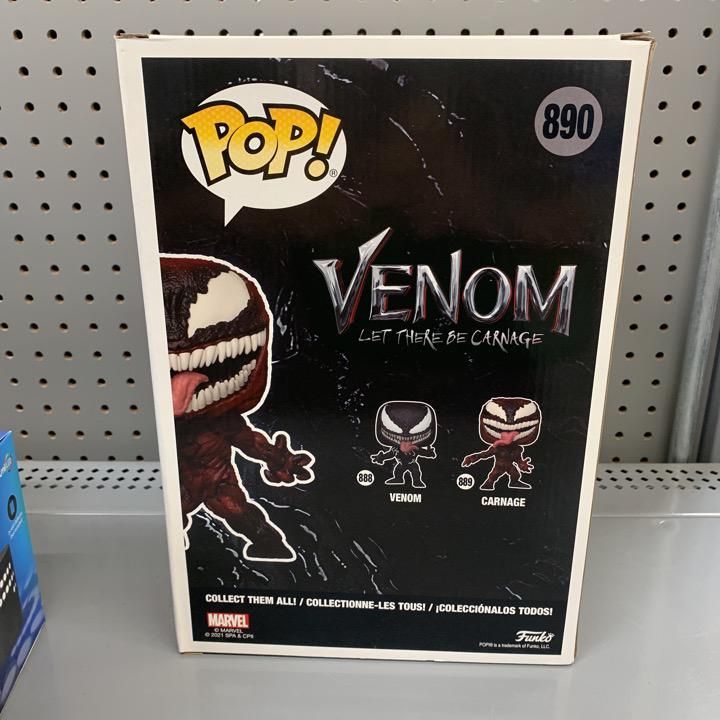 POP!
®
890
VENOM
LET THERE BE CARNAGE
888
VENOM
889
CARNAGE
COLLECT THEM ALL! / COLLECTIONNE-LES TOUS! / ¡COLECCIÓNALOS TODOS!
MARVEL
© MARVEL
© 2021 SPA & CPII
Funko
POP!® is a trademark of Funko, LLC.